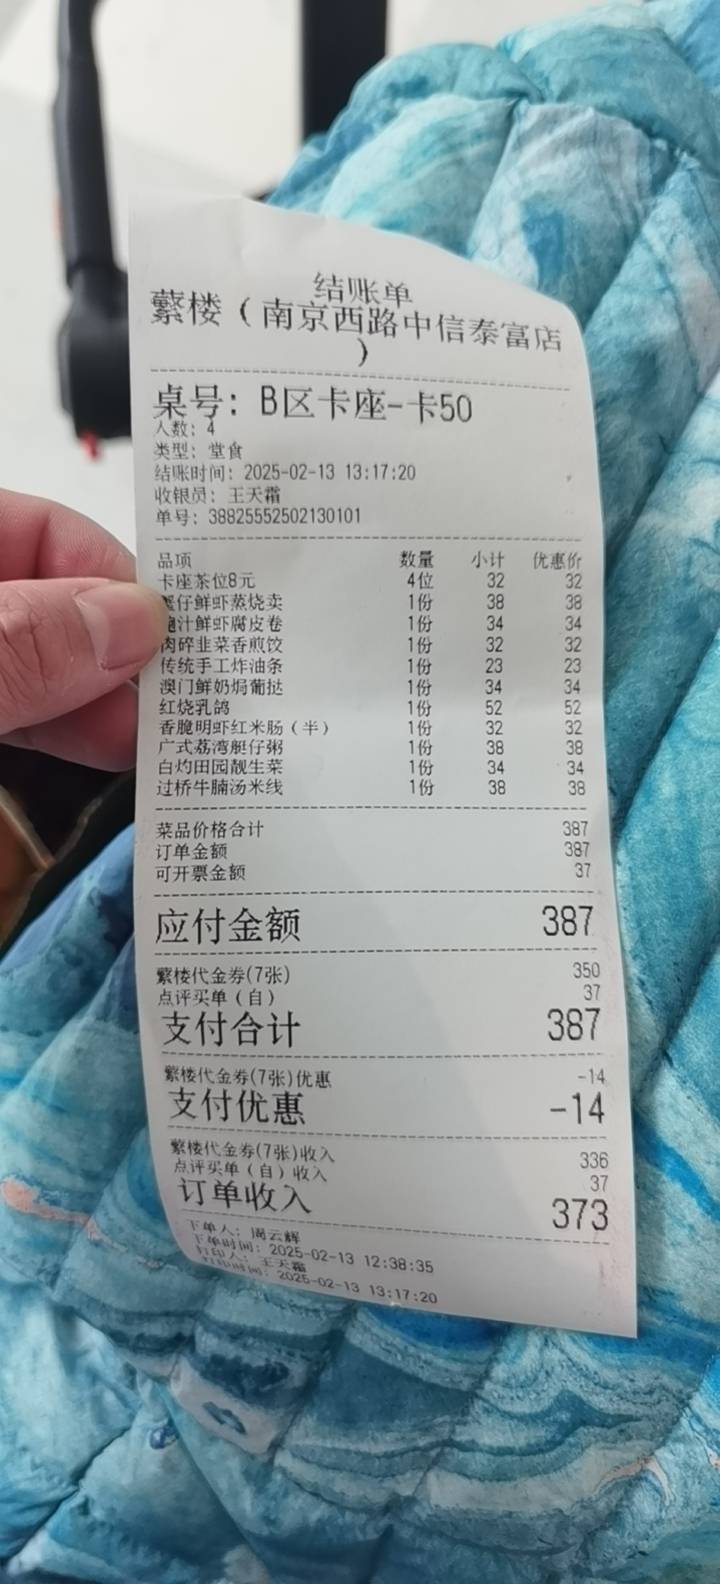 结账单
蘩楼（南京西路中信泰富店
）
桌号: B区卡座-卡50
人数: 4
类型: 堂食
结账时间: 2025-02-13 13:17:20
收银员: 王天霜
单号: 38825552502130101
品项 数量 小计 优惠价
卡座茶位8元 4位 32 32
蟹仔鲜虾蒸烧卖 1份 38 38
鲍汁鲜虾腐皮卷 1份 34 34
肉碎韭菜香煎饺 1份 32 32
传统手工炸油条 1份 23 23
澳门鲜奶焗葡挞 1份 34 34
红烧乳鸽 1份 52 52
香脆明虾红米肠（半） 1份 32 32
广式荔湾艇仔粥 1份 38 38
白灼田园靓生菜 1份 34 34
过桥牛腩汤米线 1份 38 38
菜品价格合计 387
订单金额 387
可开票金额 37
应付金额 387
繁楼代金券(7张) 350
点评买单（自） 37
支付合计 387
繁楼代金券(7张)优惠 -14
支付优惠 -14
繁楼代金券(7张)收入 336
点评买单（自）收入 37
订单收入 373
下单人: 周云辉
下单时间: 2025-02-13 12:38:35
打印人: 王天霜
打印时间: 2025-02-13 13:17:20